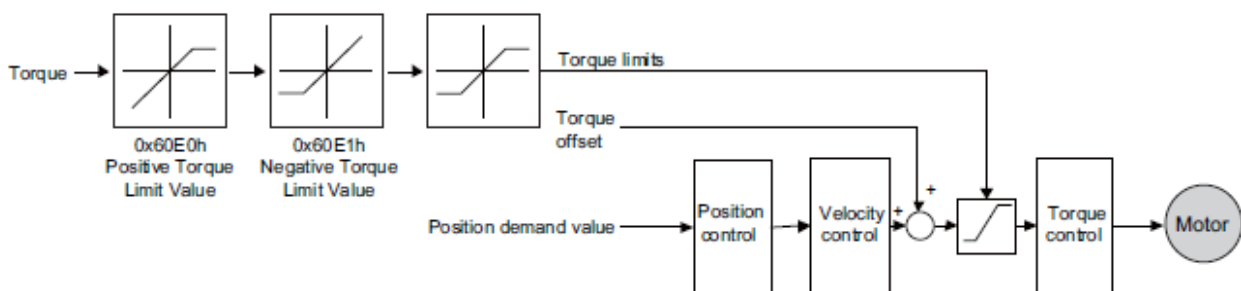 Torque
0x60E0h
Positive Torque
Limit Value
0x60E1h
Negative Torque
Limit Value
Torque limits
Torque
offset
Position demand value
Position
control
Velocity
control
+
+
Torque
control
Motor